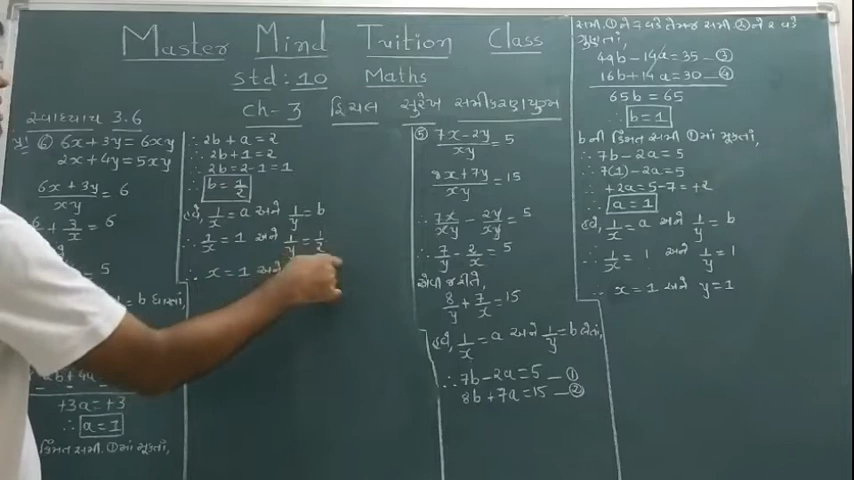 Master Mind Tuition Class
std: 10 Maths
ch-3 દ્વિચલ સુરેખ સમીકરણયુગ્મ
સ્વાધ્યાય 3.6
પ્ર: ⑥ 6x + 3y = 6xy
2x + 4y = 5xy
6x + 3y / xy = 6
+ 3/x = 6
= 5
= b ધારતાં,
+3a = +3
∴ a = 1
કિંમત સમી. ①માં મૂકતાં,
∴ 2b + a = 2
∴ 2b + 1 = 2
∴ 2b = 2 - 1 = 1
∴ b = 1/2
હવે, 1/x = a અને 1/y = b
∴ 1/x = 1 અને 1/y = 1/2
∴ x = 1 અને
⑤ 7x - 2y / xy = 5
8x + 7y / xy = 15
∴ 7x/xy - 2y/xy = 5
∴ 7/y - 2/x = 5
એવી જ રીતે,
8/y + 7/x = 15
હવે, 1/x = a અને 1/y = b લેતાં,
∴ 7b - 2a = 5 — ①
8b + 7a = 15 — ②
સમી. ① ને 7 વડે તેમજ સમી ② ને 2 વડે
ગુણતાં,
49b - 14a = 35 — ③
16b + 14a = 30 — ④
65b = 65
∴ b = 1
b ની કિંમત સમી ①માં મૂકતાં,
∴ 7b - 2a = 5
∴ 7(1) - 2a = 5
∴ +2a = 5 - 7 = +2
∴ a = 1
હવે, 1/x = a અને 1/y = b
∴ 1/x = 1 અને 1/y = 1
∴ x = 1 અને y = 1